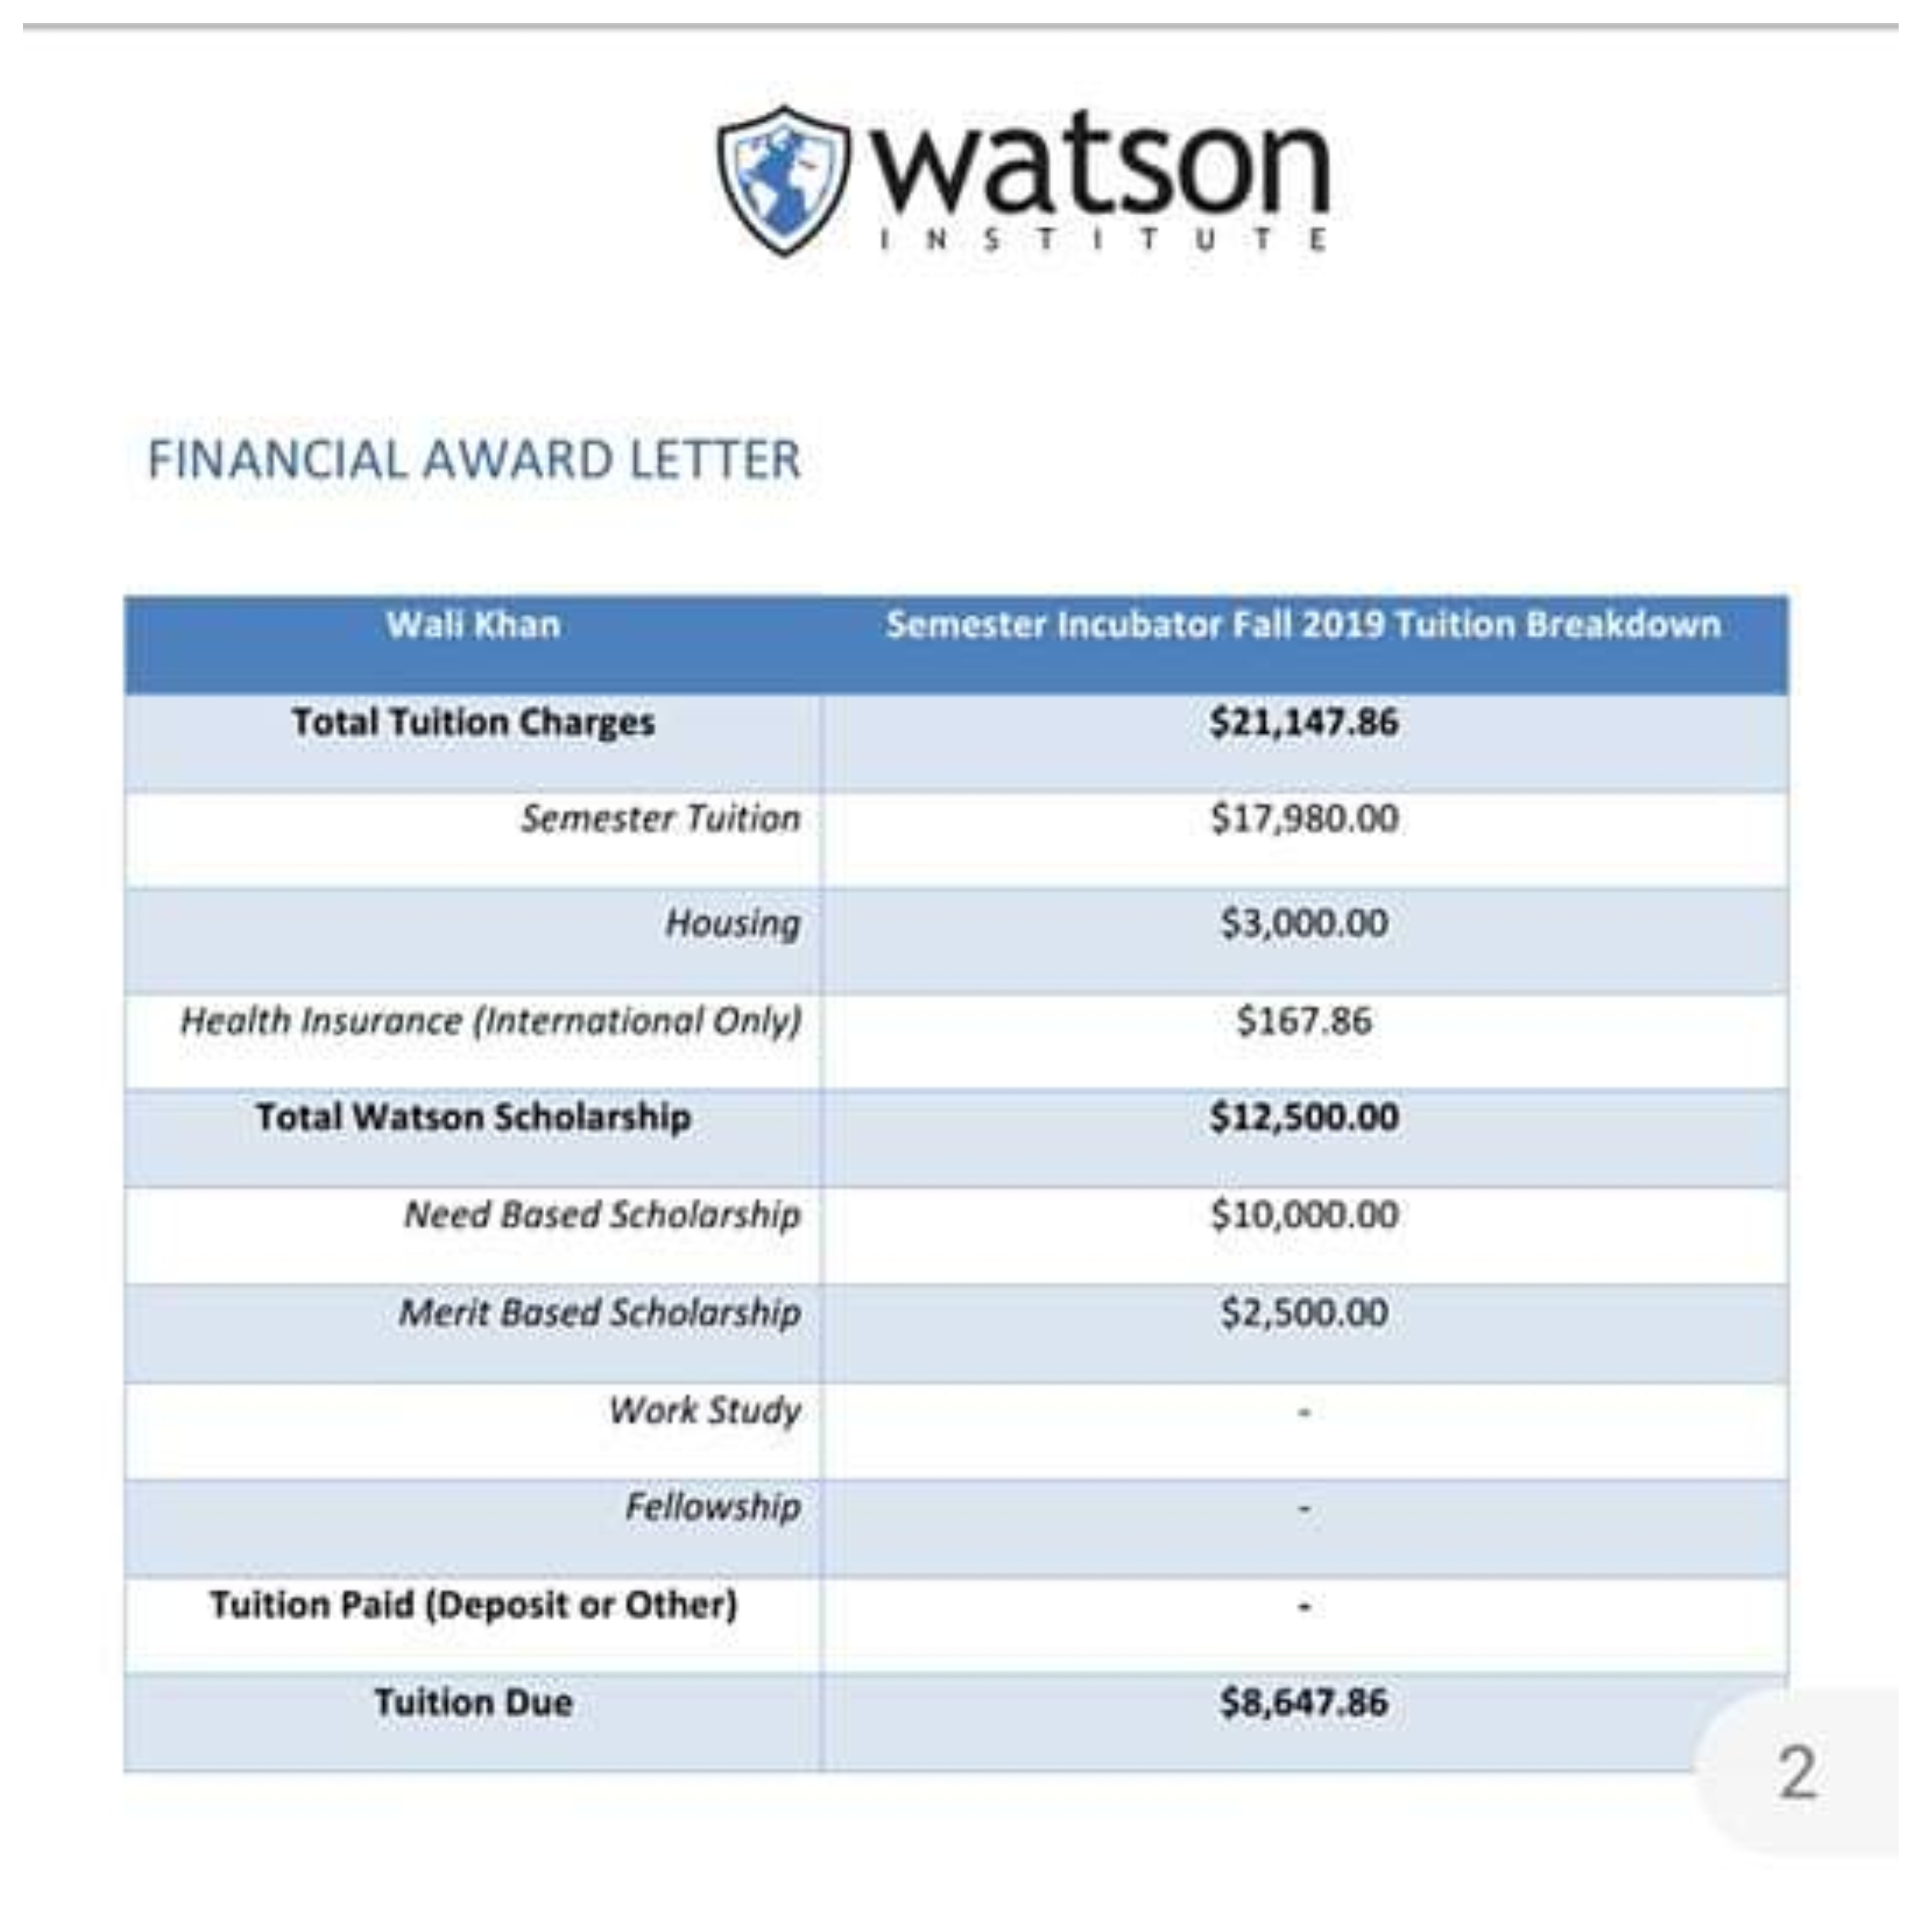 watson
INSTITUTE
FINANCIAL AWARD LETTER
Wali Khan Semester Incubator Fall 2019 Tuition Breakdown
Total Tuition Charges $21,147.86
Semester Tuition $17,980.00
Housing $3,000.00
Health Insurance (International Only) $167.86
Total Watson Scholarship $12,500.00
Need Based Scholarship $10,000.00
Merit Based Scholarship $2,500.00
Work Study -
Fellowship -
Tuition Paid (Deposit or Other) -
Tuition Due $8,647.86
2